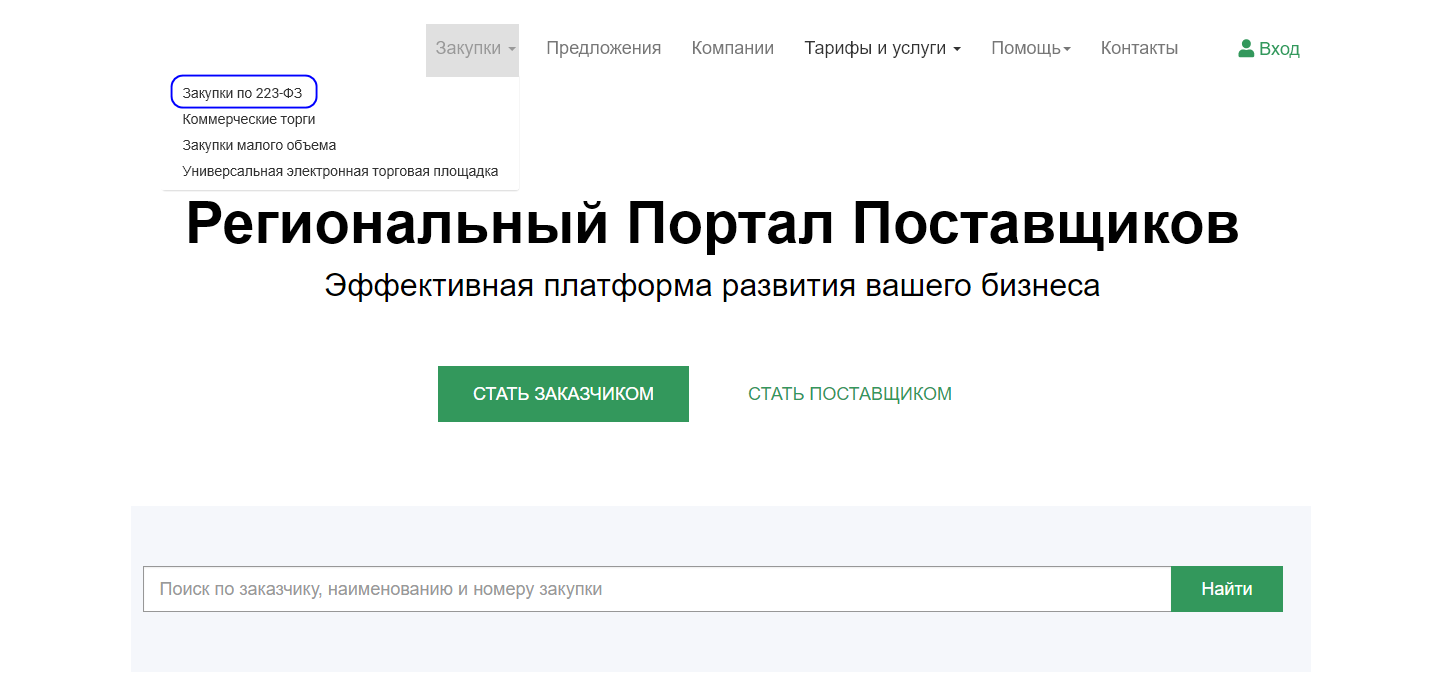 Закупки Предложения Компании Тарифы и услуги Помощь Контакты Вход
Закупки по 223-ФЗ
Коммерческие торги
Закупки малого объема
Универсальная электронная торговая площадка
Региональный Портал Поставщиков
Эффективная платформа развития вашего бизнеса
СТАТЬ ЗАКАЗЧИКОМ СТАТЬ ПОСТАВЩИКОМ
Поиск по заказчику, наименованию и номеру закупки Найти